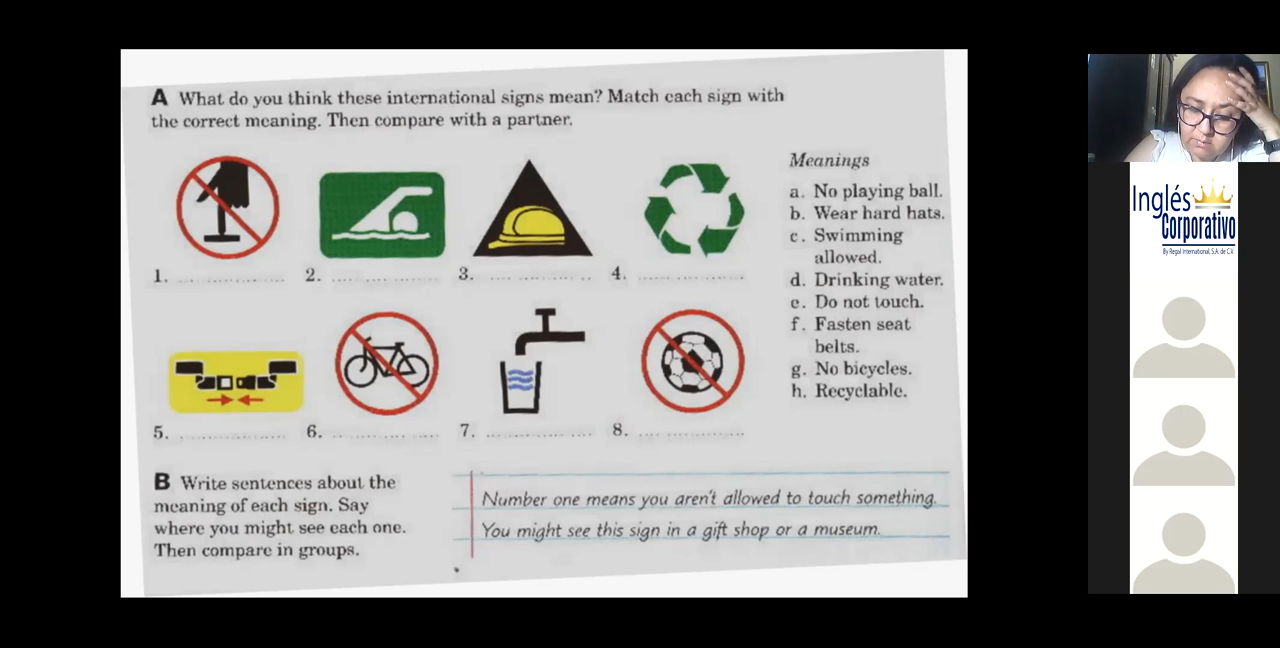 A What do you think these international signs mean? Match each sign with
the correct meaning. Then compare with a partner.
1. 2. 3. 4.
5. 6. 7. 8.
Meanings
a. No playing ball.
b. Wear hard hats.
c. Swimming
allowed.
d. Drinking water.
e. Do not touch.
f. Fasten seat
belts.
g. No bicycles.
h. Recyclable.
B Write sentences about the
meaning of each sign. Say
where you might see each one.
Then compare in groups.
Number one means you aren't allowed to touch something.
You might see this sign in a gift shop or a museum.
Inglés
Corporativo
By Regal International, S.A. de C.V.